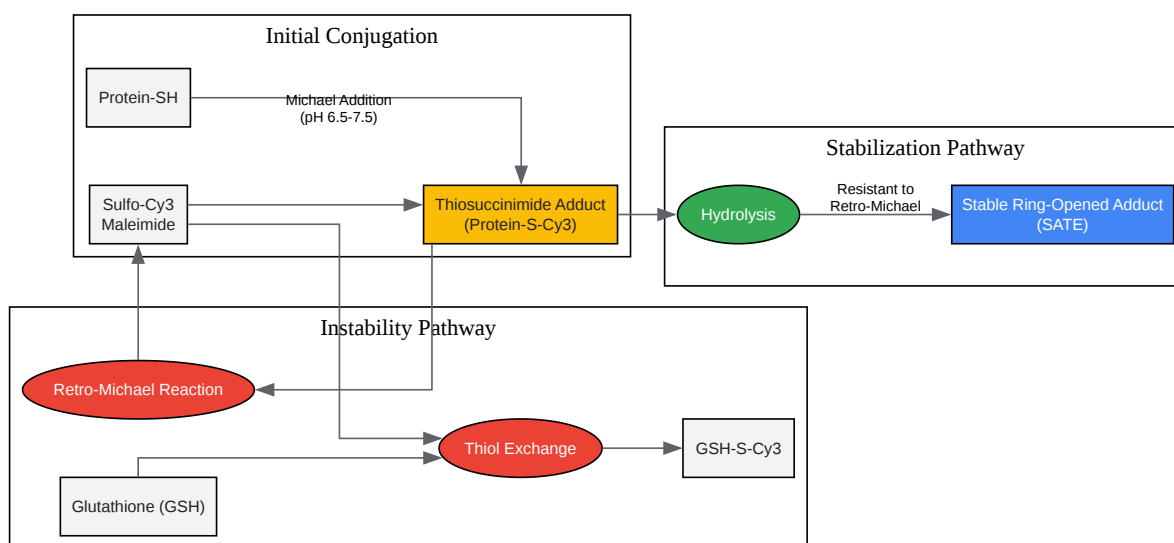 Initial Conjugation
Protein-SH
Michael Addition
(pH 6.5-7.5)
Sulfo-Cy3
Maleimide
Thiosuccinimide Adduct
(Protein-S-Cy3)
Stabilization Pathway
Hydrolysis
Resistant to
Retro-Michael
Stable Ring-Opened Adduct
(SATE)
Instability Pathway
Retro-Michael Reaction
Thiol Exchange
GSH-S-Cy3
Glutathione (GSH)